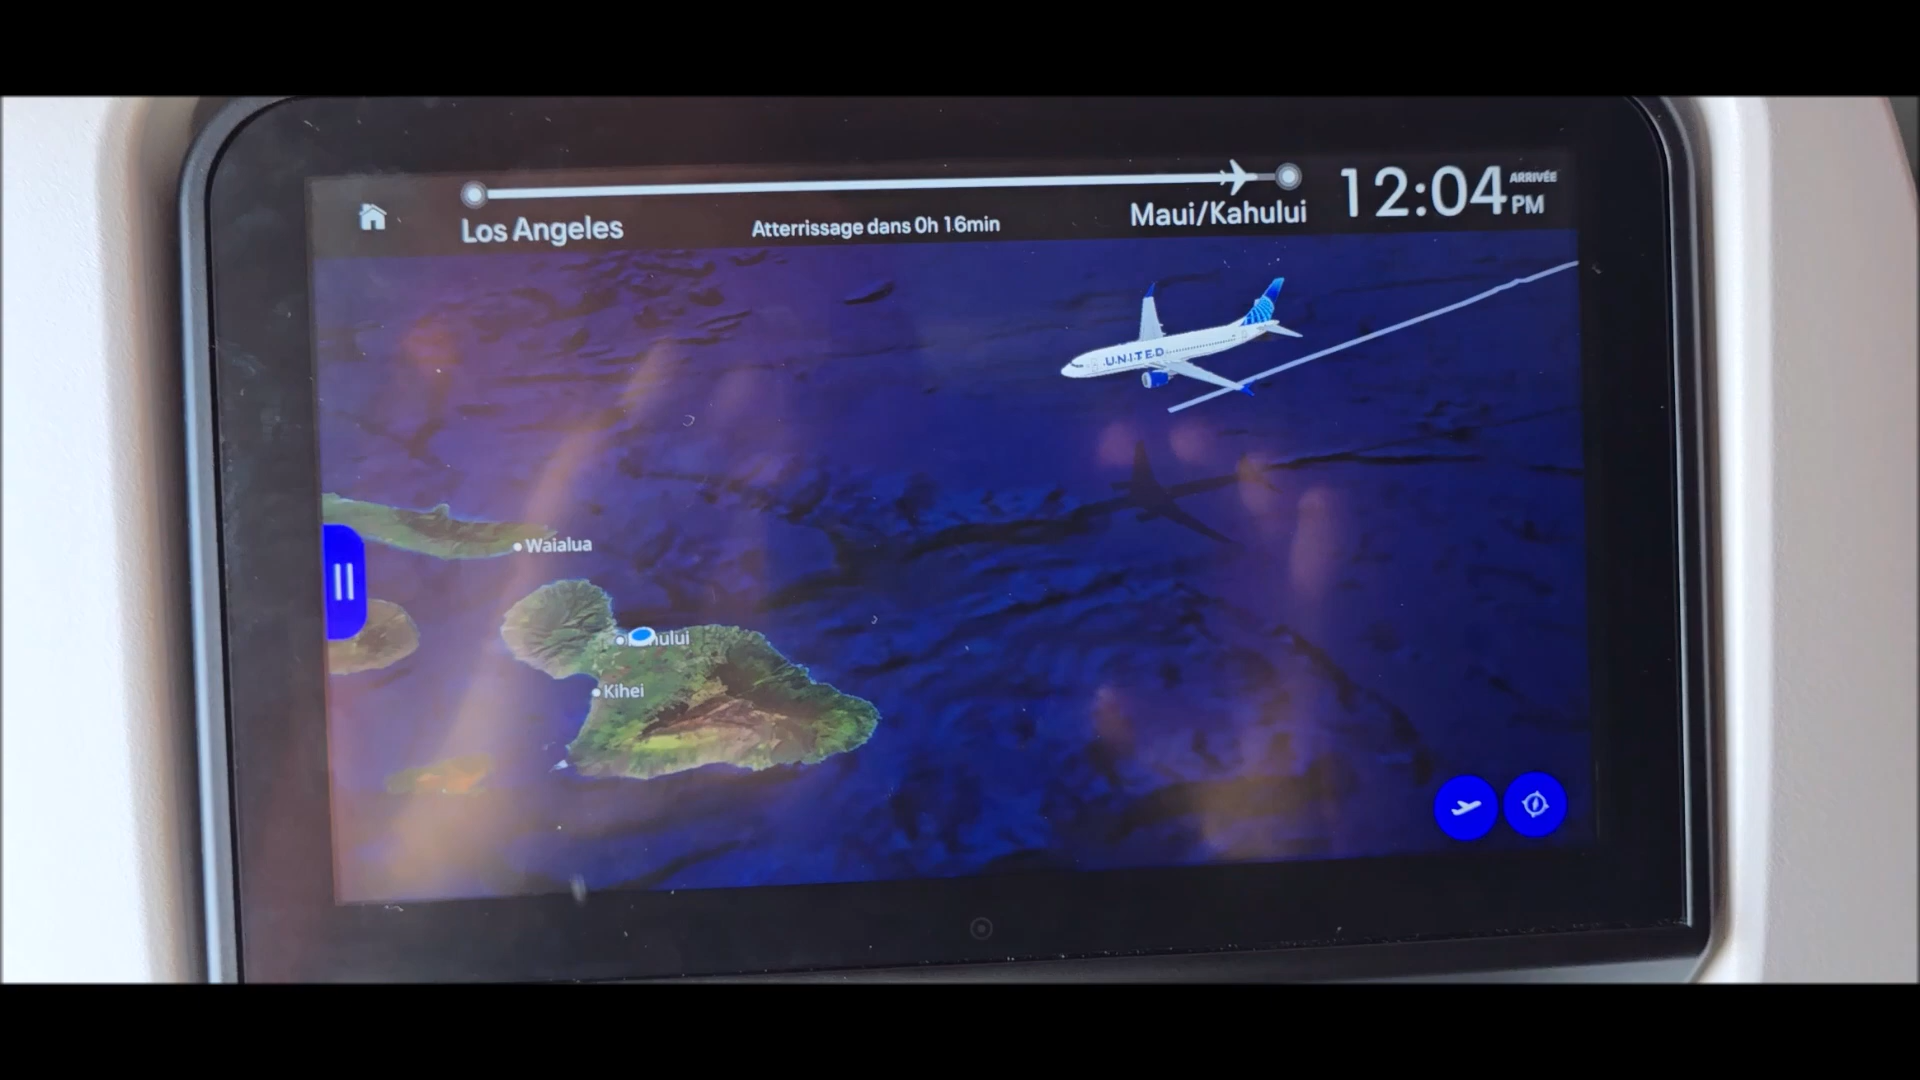 Los Angeles
Atterrissage dans 0h 16min
Maui/Kahului
12:04 PM
ARRIVÉE
UNITED
Waialua
Kihei